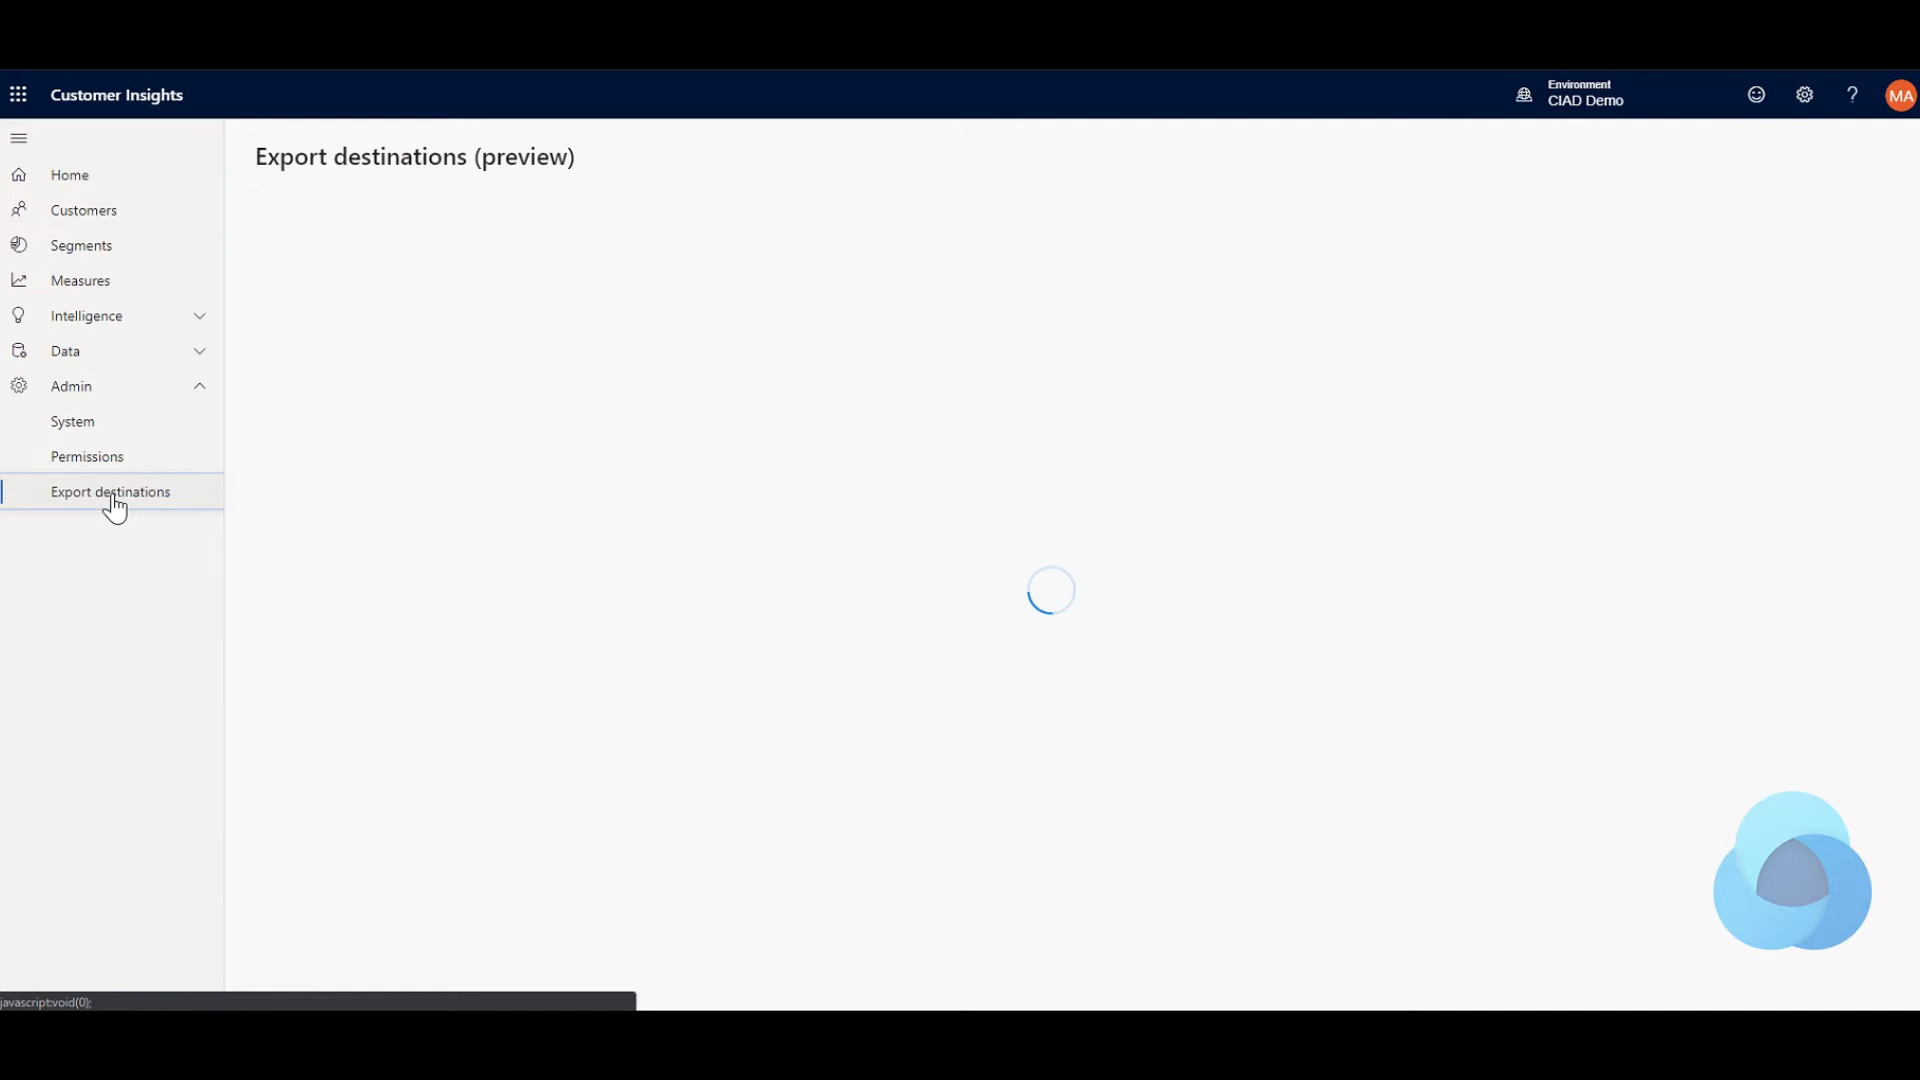 Customer Insights
Environment
CIAD Demo
?
MA
Export destinations (preview)
Home
Customers
Segments
Measures
Intelligence
Data
Admin
System
Permissions
Export destinations
javascript:void(0);